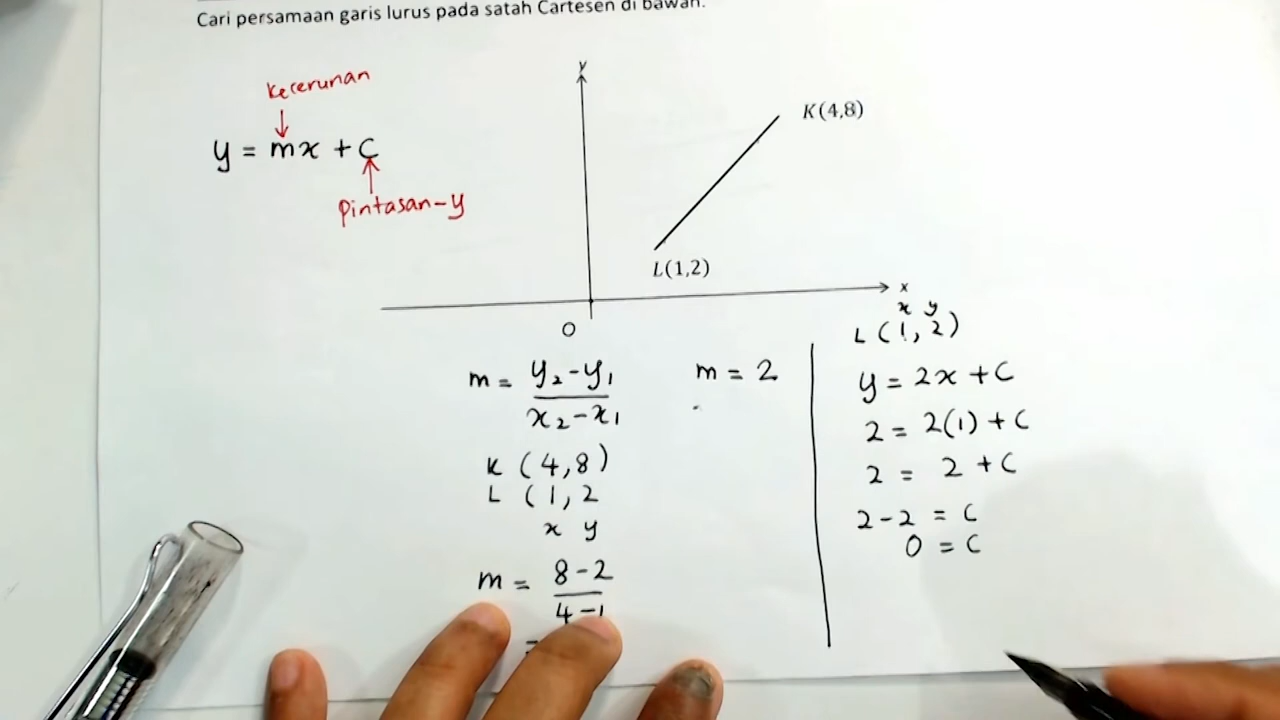 Cari persamaan garis lurus pada satah Cartesen di bawah.
kecerunan
y = mx + c
pintasan-y
y
K(4,8)
L(1,2)
x
O
m = y₂-y₁
x₂-x₁
K (4,8)
L (1,2
x y
m = 8-2
4-1
=
m = 2
x y
L (1,2)
y = 2x + c
2 = 2(1) + c
2 = 2 + c
2-2 = c
0 = c